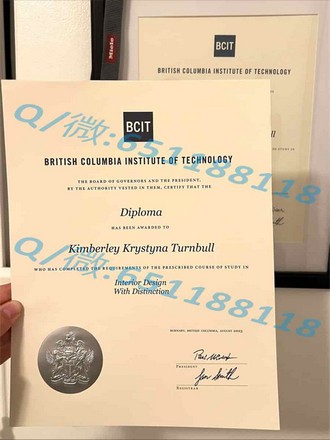 Miele
BCIT
BRITISH COLUMBIA INSTITUTE OF TECHNOLOGY
BCIT
BRITISH COLUMBIA INSTITUTE OF TECHNOLOGY
THE BOARD OF GOVERNORS AND THE PRESIDENT,
BY THE AUTHORITY VESTED IN THEM, CERTIFY THAT THE
Diploma
HAS BEEN AWARDED TO
Kimberley Krystyna Turnbull
WHO HAS COMPLETED THE REQUIREMENTS OF THE PRESCRIBED COURSE OF STUDY IN
Interior Design
With Distinction
BURNABY, BRITISH COLUMBIA, AUGUST 2023
PRESIDENT
REGISTRAR
Q/微:651188118
Q/微:651188118